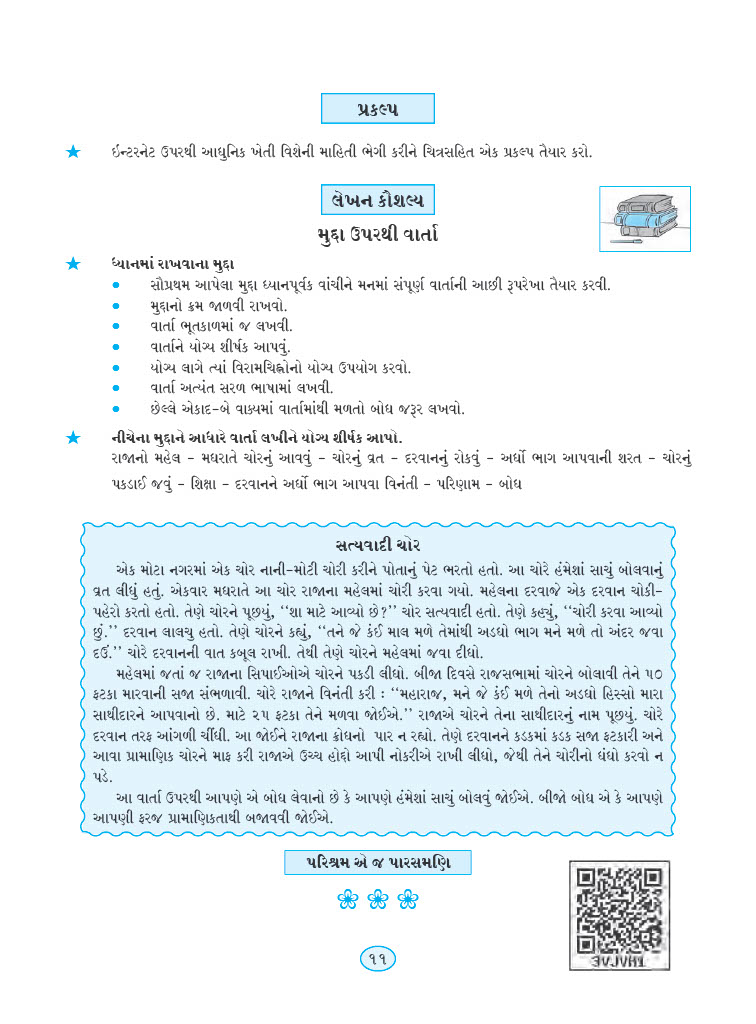 પ્રકલ્પ
★ ઇન્ટરનેટ ઉપરથી આધુનિક ખેતી વિશેની માહિતી ભેગી કરીને ચિત્રસહિત એક પ્રકલ્પ તૈયાર કરો.
લેખન કૌશલ્ય
મુદ્દા ઉપરથી વાર્તા
★ ધ્યાનમાં રાખવાના મુદ્દા
• સૌપ્રથમ આપેલા મુદ્દા ધ્યાનપૂર્વક વાંચીને મનમાં સંપૂર્ણ વાર્તાની આછી રૂપરેખા તૈયાર કરવી.
• મુદ્દાનો ક્રમ જાળવી રાખવો.
• વાર્તા ભૂતકાળમાં જ લખવી.
• વાર્તાને યોગ્ય શીર્ષક આપવું.
• યોગ્ય લાગે ત્યાં વિરામચિહ્નોનો યોગ્ય ઉપયોગ કરવો.
• વાર્તા અત્યંત સરળ ભાષામાં લખવી.
• છેલ્લે એકાદ-બે વાક્યમાં વાર્તામાંથી મળતો બોધ જરૂર લખવો.
★ નીચેના મુદ્દાને આધારે વાર્તા લખીને યોગ્ય શીર્ષક આપો.
રાજાનો મહેલ - મધરાતે ચોરનું આવવું - ચોરનું વ્રત - દરવાનનું રોકવું - અર્ધો ભાગ આપવાની શરત - ચોરનું
પકડાઈ જવું - શિક્ષા - દરવાનને અર્ધો ભાગ આપવા વિનંતી - પરિણામ - બોધ
સત્યવાદી ચોર
એક મોટા નગરમાં એક ચોર નાની-મોટી ચોરી કરીને પોતાનું પેટ ભરતો હતો. આ ચોરે હંમેશાં સાચું બોલવાનું
વ્રત લીધું હતું. એકવાર મધરાતે આ ચોર રાજાના મહેલમાં ચોરી કરવા ગયો. મહેલના દરવાજે એક દરવાન ચોકી-
પહેરો કરતો હતો. તેણે ચોરને પૂછયું, ‘‘શા માટે આવ્યો છે?’’ ચોર સત્યવાદી હતો. તેણે કહ્યું, ‘‘ચોરી કરવા આવ્યો
છું.’’ દરવાન લાલચુ હતો. તેણે ચોરને કહ્યું, ‘‘તને જે કંઈ માલ મળે તેમાંથી અડધો ભાગ મને મળે તો અંદર જવા
દઉં.’’ ચોરે દરવાનની વાત કબૂલ રાખી. તેથી તેણે ચોરને મહેલમાં જવા દીધો.
મહેલમાં જતાં જ રાજાના સિપાઈઓએ ચોરને પકડી લીધો. બીજા દિવસે રાજસભામાં ચોરને બોલાવી તેને ૫૦
ફટકા મારવાની સજા સંભળાવી. ચોરે રાજાને વિનંતી કરી : ‘‘મહારાજ, મને જે કંઈ મળે તેનો અડધો હિસ્સો મારા
સાથીદારને આપવાનો છે. માટે ૨૫ ફટકા તેને મળવા જોઈએ.’’ રાજાએ ચોરને તેના સાથીદારનું નામ પૂછયું. ચોરે
દરવાન તરફ આંગળી ચીંધી. આ જોઈને રાજાના ક્રોધનો પાર ન રહ્યો. તેણે દરવાનને કડકમાં કડક સજા ફટકારી અને
આવા પ્રામાણિક ચોરને માફ કરી રાજાએ ઉચ્ચ હોદ્દો આપી નોકરીએ રાખી લીધો, જેથી તેને ચોરીનો ધંધો કરવો ન
પડે.
આ વાર્તા ઉપરથી આપણે એ બોધ લેવાનો છે કે આપણે હંમેશાં સાચું બોલવું જોઈએ. બીજો બોધ એ કે આપણે
આપણી ફરજ પ્રામાણિકતાથી બજાવવી જોઈએ.
પરિશ્રમ એ જ પારસમણિ
૧૧